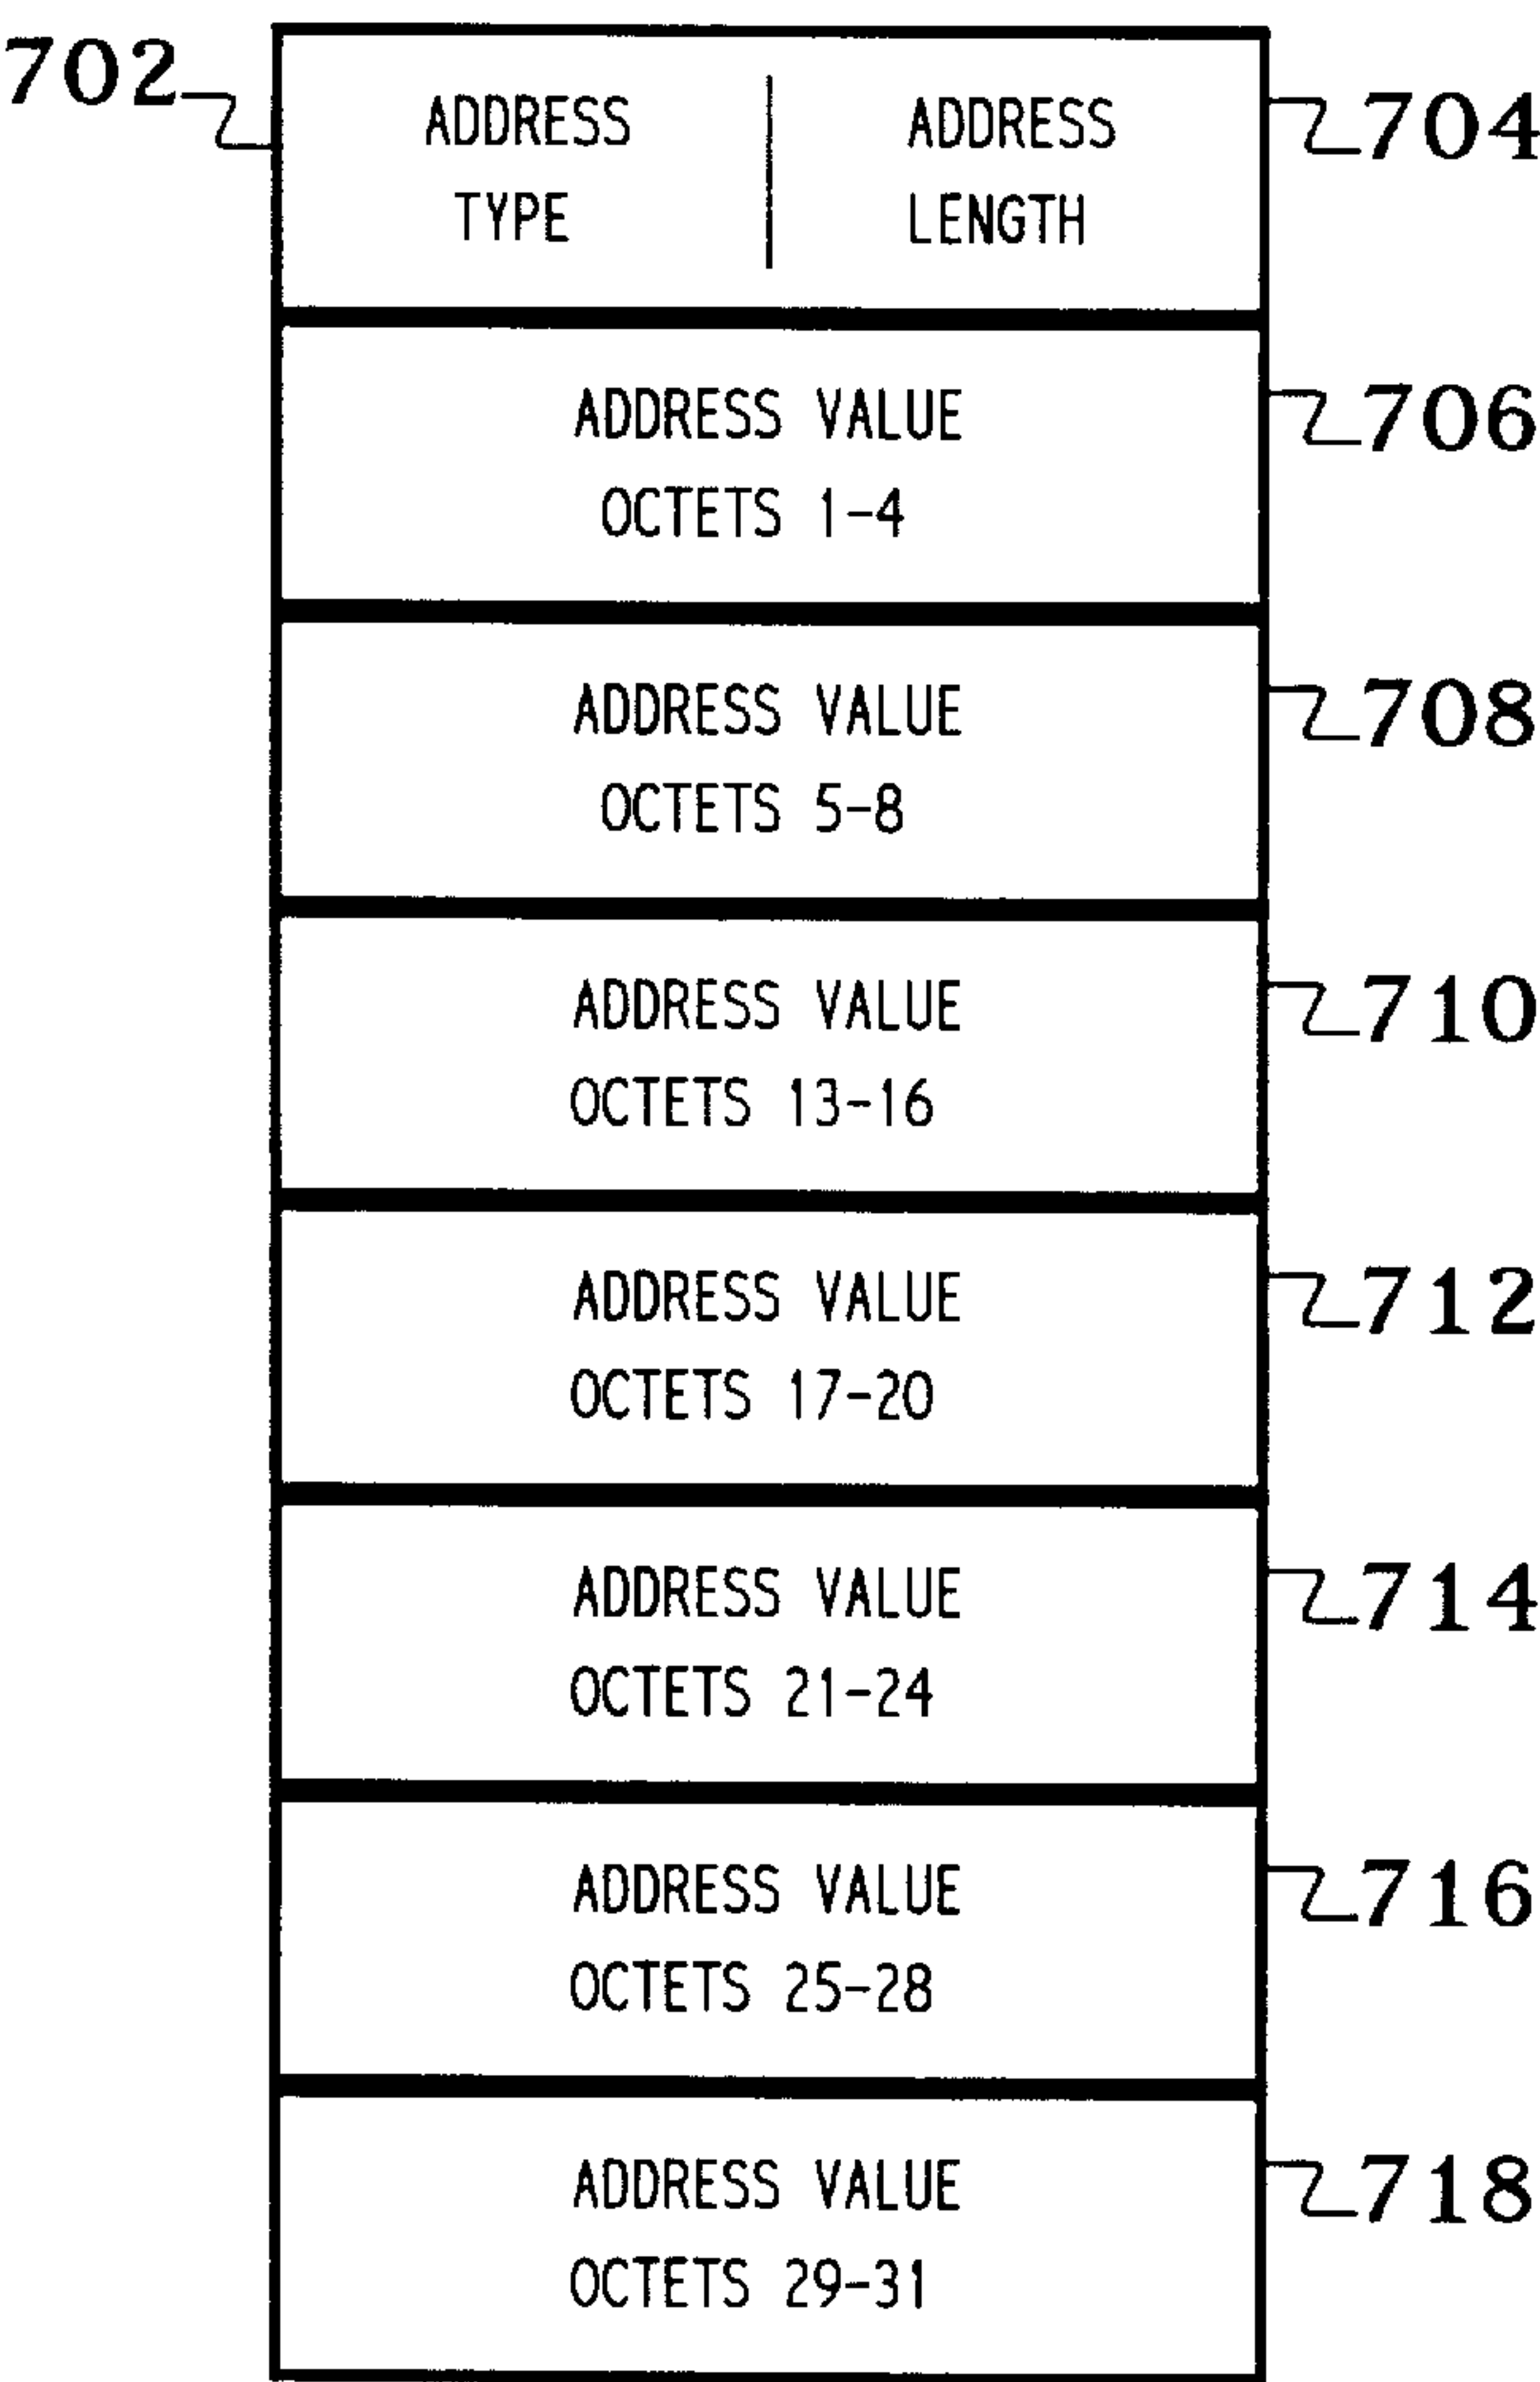 702
ADDRESS
TYPE
ADDRESS
LENGTH
704
ADDRESS VALUE
OCTETS 1-4
706
ADDRESS VALUE
OCTETS 5-8
708
ADDRESS VALUE
OCTETS 13-16
710
ADDRESS VALUE
OCTETS 17-20
712
ADDRESS VALUE
OCTETS 21-24
714
ADDRESS VALUE
OCTETS 25-28
716
ADDRESS VALUE
OCTETS 29-31
718